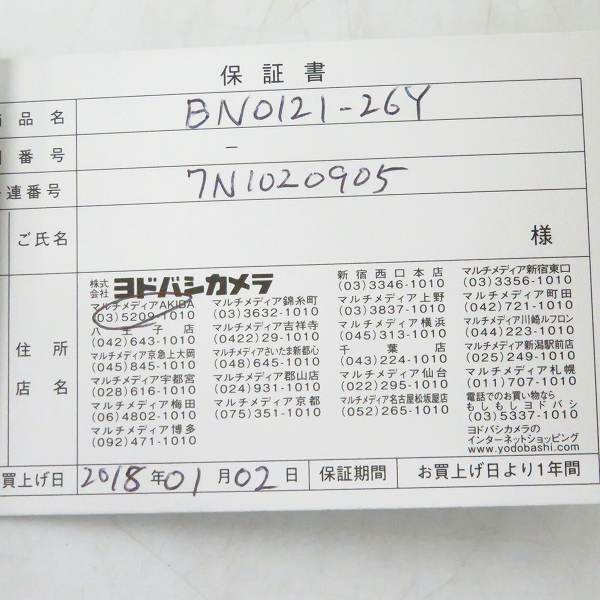 保証書
商品名 BN0121-26Y
番号 −
連番号 7N1020905
ご氏名 様
株式会社 ヨドバシカメラ
マルチメディアAKIBA
(03)5209-1010
八王子店
(042)643-1010
マルチメディア京急上大岡
(045)845-1010
マルチメディア宇都宮
(028)616-1010
マルチメディア梅田
(06)4802-1010
マルチメディア博多
(092)471-1010
マルチメディア錦糸町
(03)3632-1010
マルチメディア吉祥寺
(0422)29-1010
マルチメディアさいたま新都心
(048)645-1010
マルチメディア郡山店
(024)931-1010
マルチメディア京都
(075)351-1010
新宿西口本店
(03)3346-1010
マルチメディア上野
(03)3837-1010
マルチメディア横浜
(045)313-1010
千葉店
(043)224-1010
マルチメディア仙台
(022)295-1010
マルチメディア名古屋松坂屋店
(052)265-1010
マルチメディア新宿東口
(03)3356-1010
マルチメディア町田
(042)721-1010
マルチメディア川崎ルフロン
(044)223-1010
マルチメディア新潟駅前店
(025)249-1010
マルチメディア札幌
(011)707-1010
電話でのお買い物なら
もしもしヨドバシ
(03)5337-1010
ヨドバシカメラの
インターネットショッピング
www.yodobashi.com
住所
店名
買上げ日 2018年01月02日 保証期間 お買上げ日より1年間